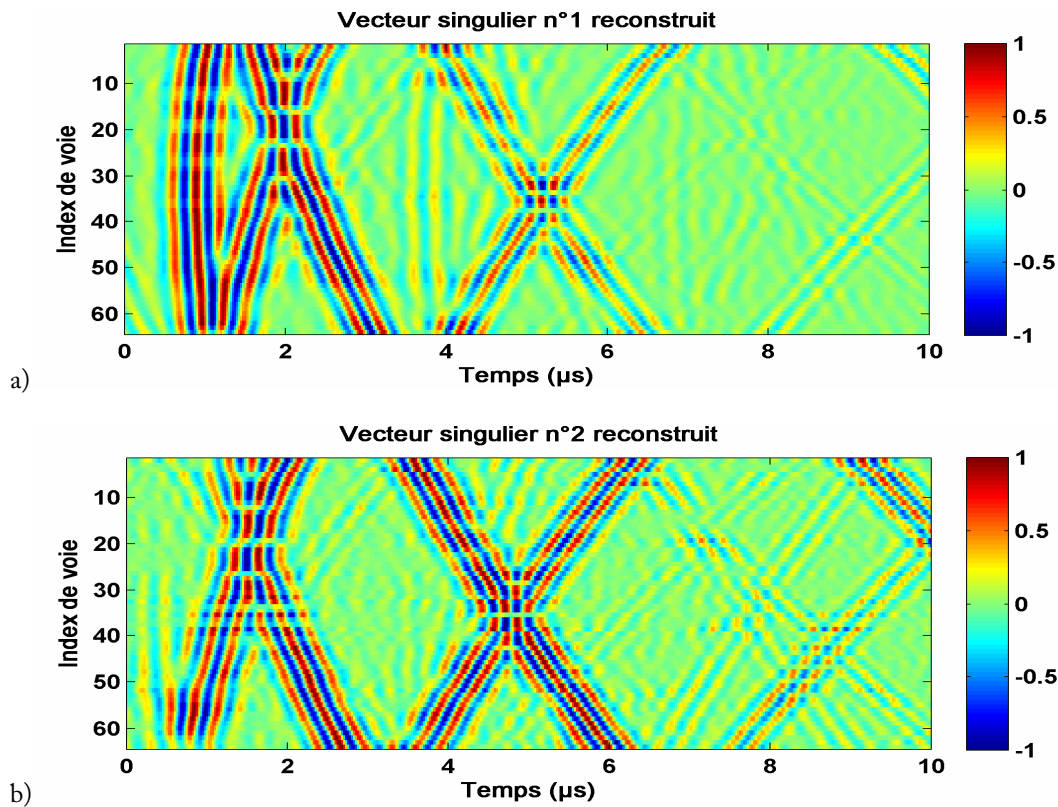 Vecteur singulier n°1 reconstruit
Index de voie
10
20
30
40
50
60
0 2 4 6 8 10
Temps (µs)
1
0.5
0
-0.5
-1
a)
Vecteur singulier n°2 reconstruit
Index de voie
10
20
30
40
50
60
0 2 4 6 8 10
Temps (µs)
1
0.5
0
-0.5
-1
b)